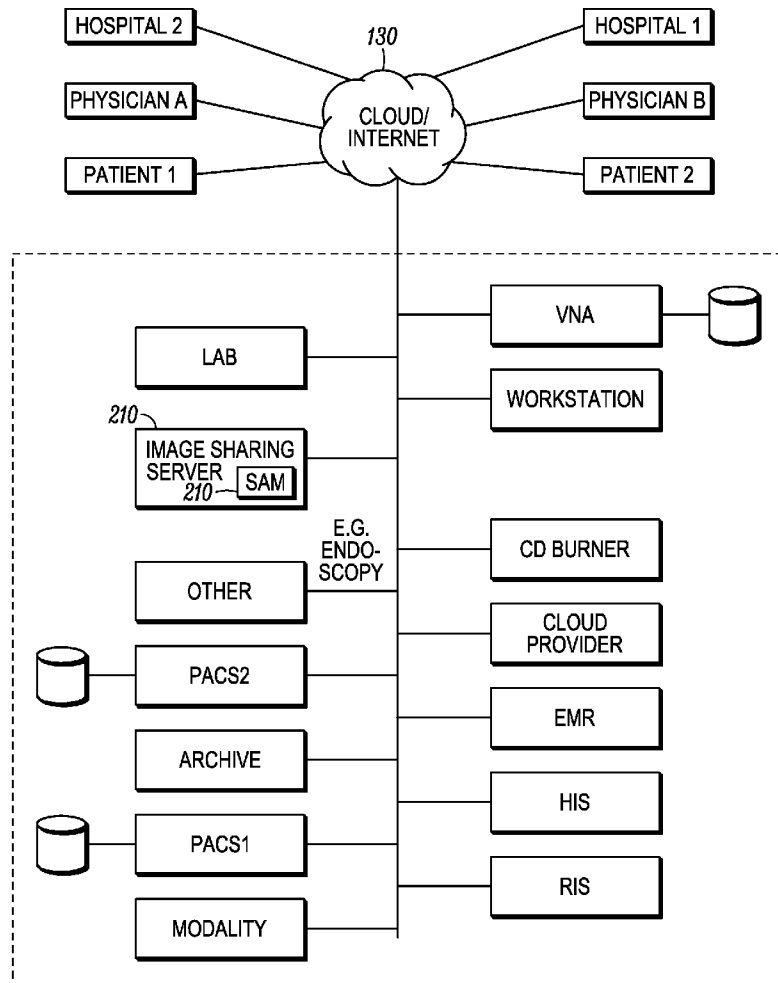 HOSPITAL 2
130
HOSPITAL 1
PHYSICIAN A
CLOUD/
INTERNET
PHYSICIAN B
PATIENT 1
PATIENT 2
VNA
LAB
WORKSTATION
210
IMAGE SHARING
SERVER
210
SAM
E.G.
ENDO-
SCOPY
CD BURNER
OTHER
CLOUD
PROVIDER
PACS2
EMR
ARCHIVE
HIS
PACS1
RIS
MODALITY